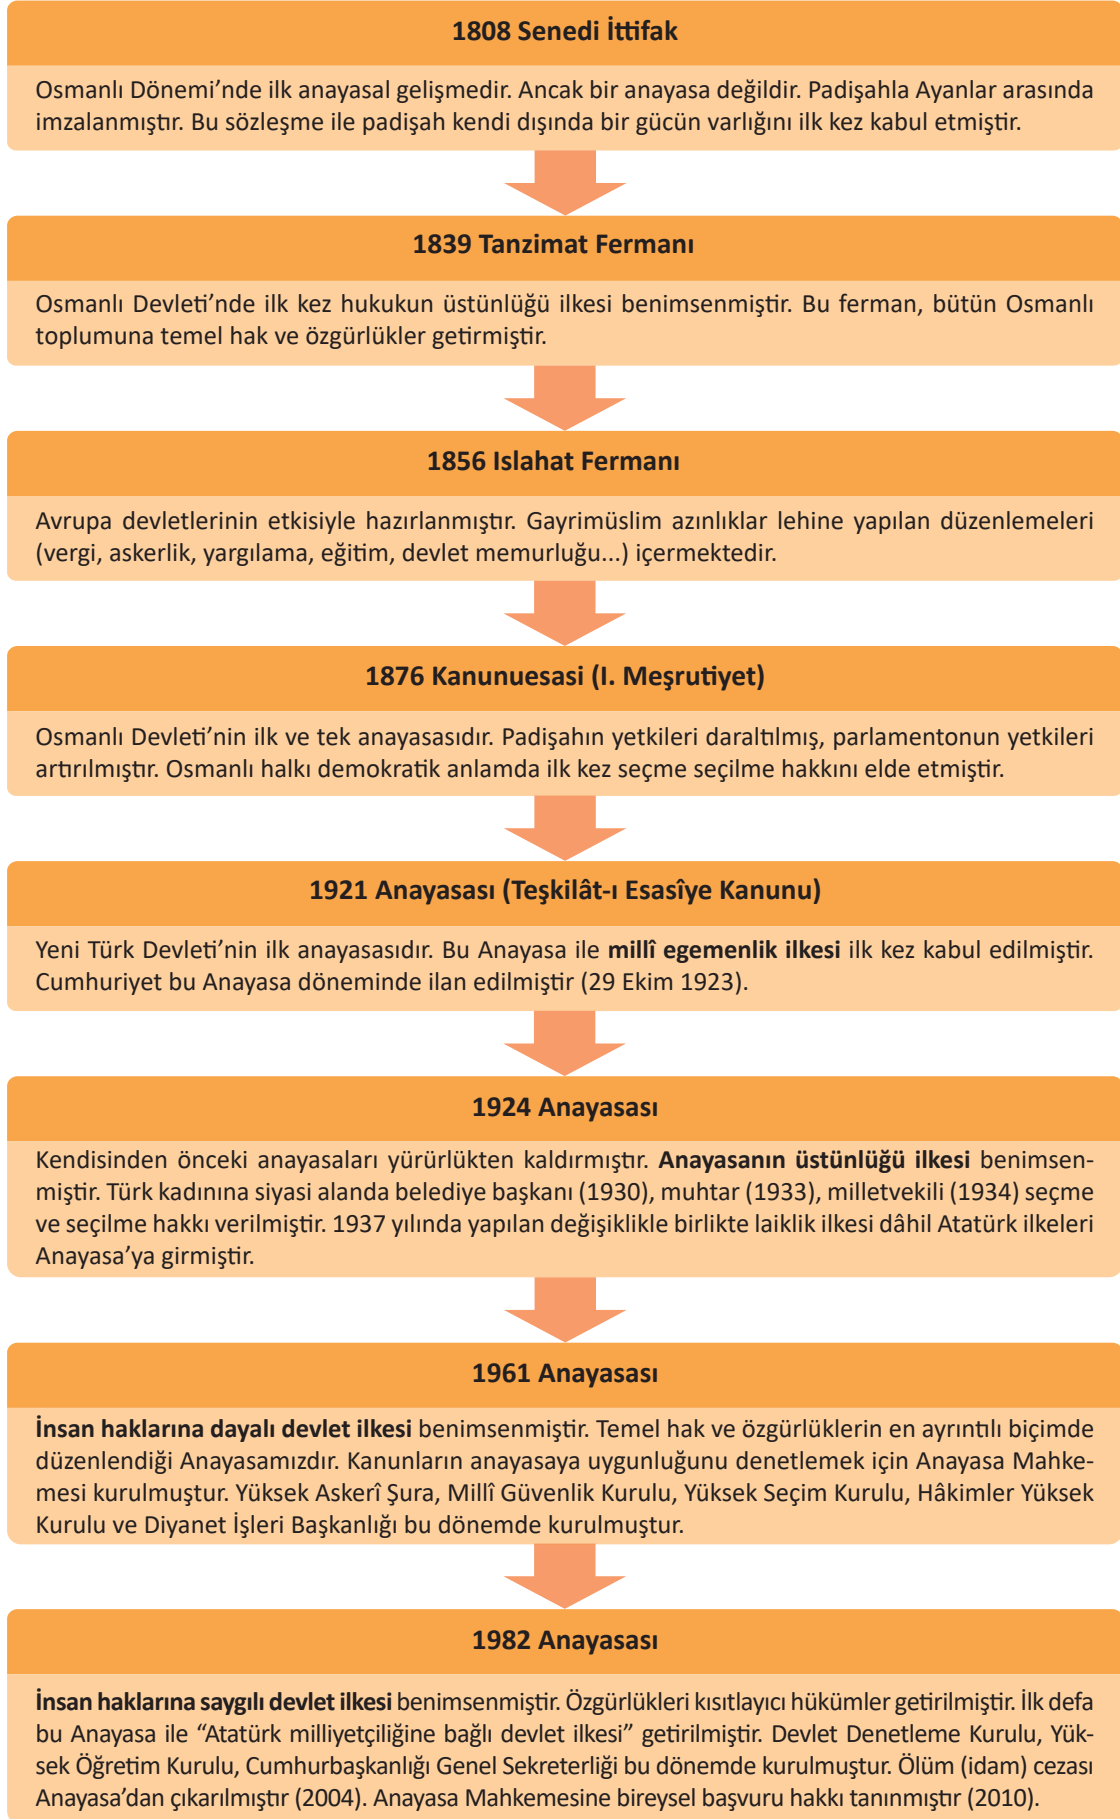 1808 Senedi İttifak
Osmanlı Dönemi’nde ilk anayasal gelişmedir. Ancak bir anayasa değildir. Padişahla Ayanlar arasında
imzalanmıştır. Bu sözleşme ile padişah kendi dışında bir gücün varlığını ilk kez kabul etmiştir.
1839 Tanzimat Fermanı
Osmanlı Devleti’nde ilk kez hukukun üstünlüğü ilkesi benimsenmiştir. Bu ferman, bütün Osmanlı
toplumuna temel hak ve özgürlükler getirmiştir.
1856 Islahat Fermanı
Avrupa devletlerinin etkisiyle hazırlanmıştır. Gayrimüslim azınlıklar lehine yapılan düzenlemeleri
(vergi, askerlik, yargılama, eğitim, devlet memurluğu...) içermektedir.
1876 Kanunuesasi (I. Meşrutiyet)
Osmanlı Devleti’nin ilk ve tek anayasasıdır. Padişahın yetkileri daraltılmış, parlamentonun yetkileri
artırılmıştır. Osmanlı halkı demokratik anlamda ilk kez seçme seçilme hakkını elde etmiştir.
1921 Anayasası (Teşkilât-ı Esasîye Kanunu)
Yeni Türk Devleti’nin ilk anayasasıdır. Bu Anayasa ile millî egemenlik ilkesi ilk kez kabul edilmiştir.
Cumhuriyet bu Anayasa döneminde ilan edilmiştir (29 Ekim 1923).
1924 Anayasası
Kendisinden önceki anayasaları yürürlükten kaldırmıştır. Anayasanın üstünlüğü ilkesi benimsen-
miştir. Türk kadınına siyasi alanda belediye başkanı (1930), muhtar (1933), milletvekili (1934) seçme
ve seçilme hakkı verilmiştir. 1937 yılında yapılan değişiklikle birlikte laiklik ilkesi dâhil Atatürk ilkeleri
Anayasa’ya girmiştir.
1961 Anayasası
İnsan haklarına dayalı devlet ilkesi benimsenmiştir. Temel hak ve özgürlüklerin en ayrıntılı biçimde
düzenlendiği Anayasamızdır. Kanunların anayasaya uygunluğunu denetlemek için Anayasa Mahke-
mesi kurulmuştur. Yüksek Askerî Şura, Millî Güvenlik Kurulu, Yüksek Seçim Kurulu, Hâkimler Yüksek
Kurulu ve Diyanet İşleri Başkanlığı bu dönemde kurulmuştur.
1982 Anayasası
İnsan haklarına saygılı devlet ilkesi benimsenmiştir. Özgürlükleri kısıtlayıcı hükümler getirilmiştir. İlk defa
bu Anayasa ile “Atatürk milliyetçiliğine bağlı devlet ilkesi” getirilmiştir. Devlet Denetleme Kurulu, Yük-
sek Öğretim Kurulu, Cumhurbaşkanlığı Genel Sekreterliği bu dönemde kurulmuştur. Ölüm (idam) cezası
Anayasa’dan çıkarılmıştır (2004). Anayasa Mahkemesine bireysel başvuru hakkı tanınmıştır (2010).